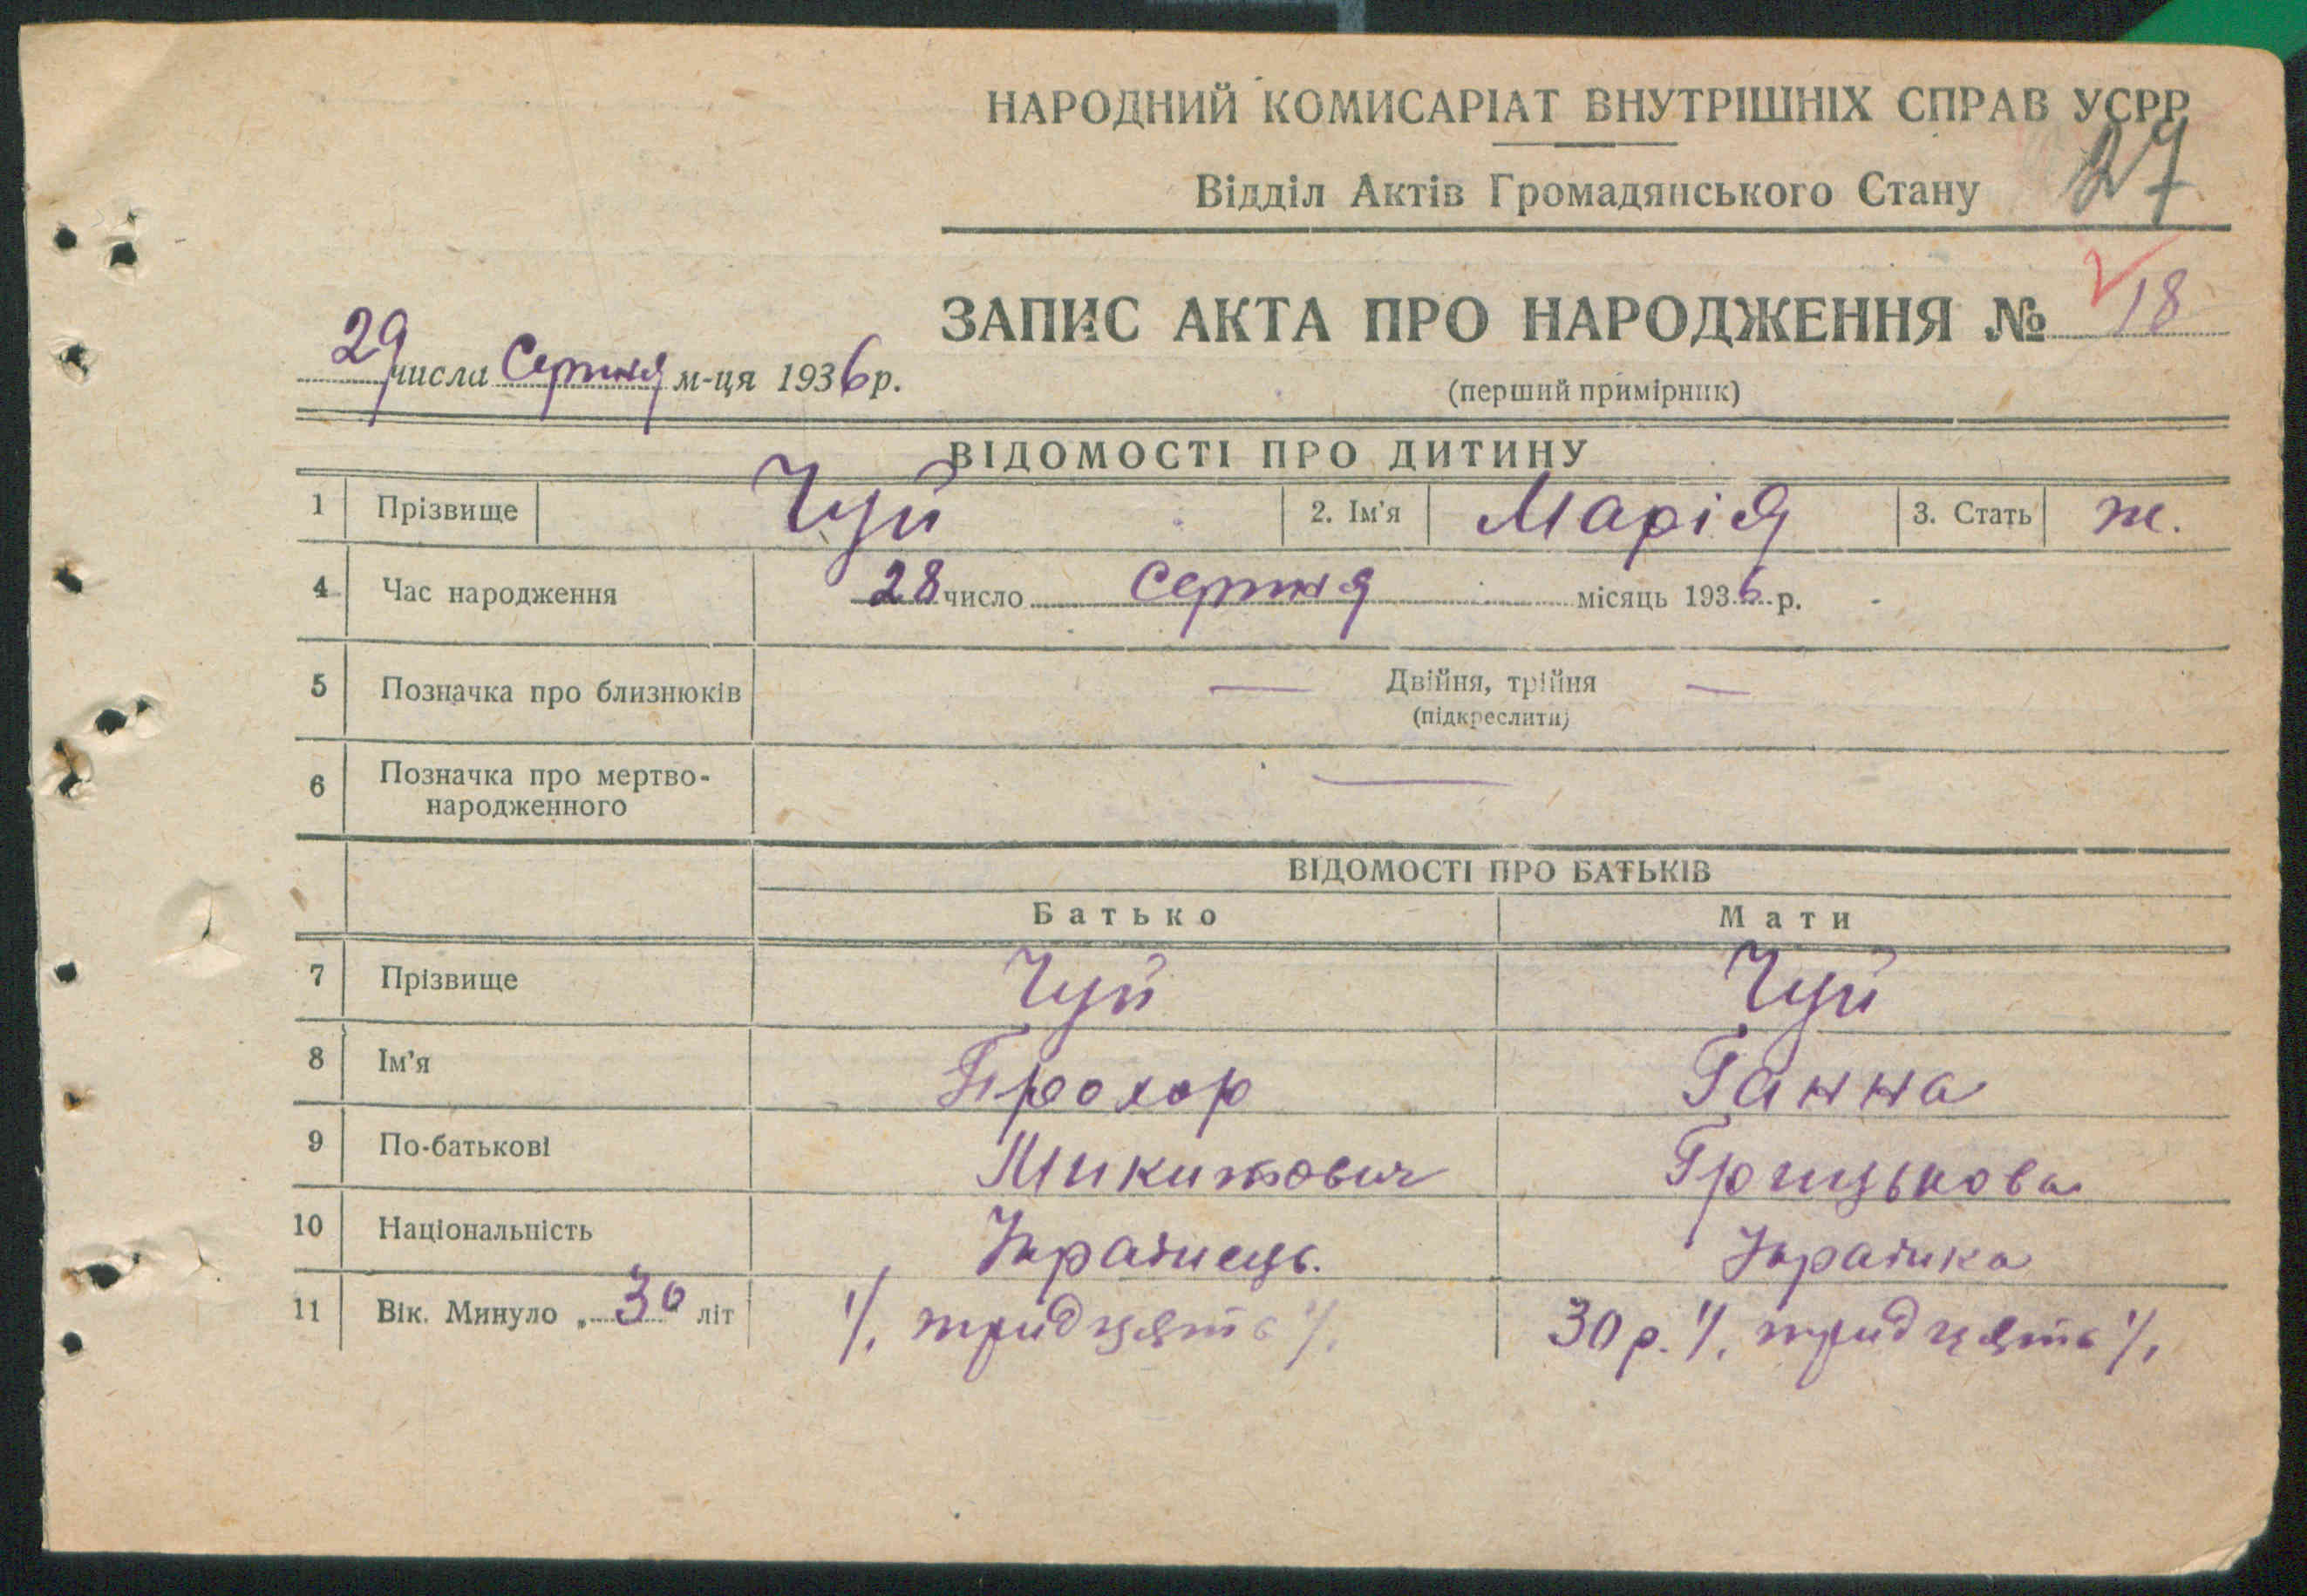 НАРОДНИЙ КОМИСАРІАТ ВНУТРІШНІХ СПРАВ УСРР
27
Відділ Актів Громадянського Стану
ЗАПИС АКТА ПРО НАРОДЖЕННЯ № 18
29 числа Серпня м-ця 1936 р.
(перший примірник)
ВІДОМОСТІ ПРО ДИТИНУ
1 Прізвище Чуй 2. Ім'я Марія 3. Стать ж.
4 Час народження 28 число Серпня місяць 1936 р.
5 Позначка про близнюків — Двійня, трійня —
(підкреслити)
6 Позначка про мертво-
народженного —
ВІДОМОСТІ ПРО БАТЬКІВ
Батько Мати
7 Прізвище Чуй Чуй
8 Ім'я Прохор Ганна
9 По-батькові Микитович Грицькова
10 Національність Українець. Українка
11 Вік. Минуло „30" літ ⁄. тридцять ⁄. 30 р. ⁄. тридцять ⁄.